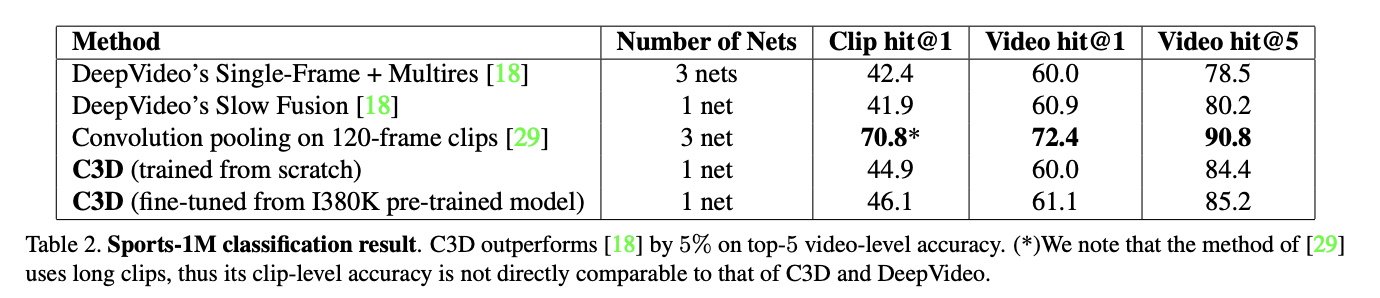 Method Number of Nets Clip hit@1 Video hit@1 Video hit@5
DeepVideo's Single-Frame + Multires [18] 3 nets 42.4 60.0 78.5
DeepVideo's Slow Fusion [18] 1 net 41.9 60.9 80.2
Convolution pooling on 120-frame clips [29] 3 net 70.8* 72.4 90.8
C3D (trained from scratch) 1 net 44.9 60.0 84.4
C3D (fine-tuned from I380K pre-trained model) 1 net 46.1 61.1 85.2
Table 2. Sports-1M classification result. C3D outperforms [18] by 5% on top-5 video-level accuracy. (*)We note that the method of [29]
uses long clips, thus its clip-level accuracy is not directly comparable to that of C3D and DeepVideo.